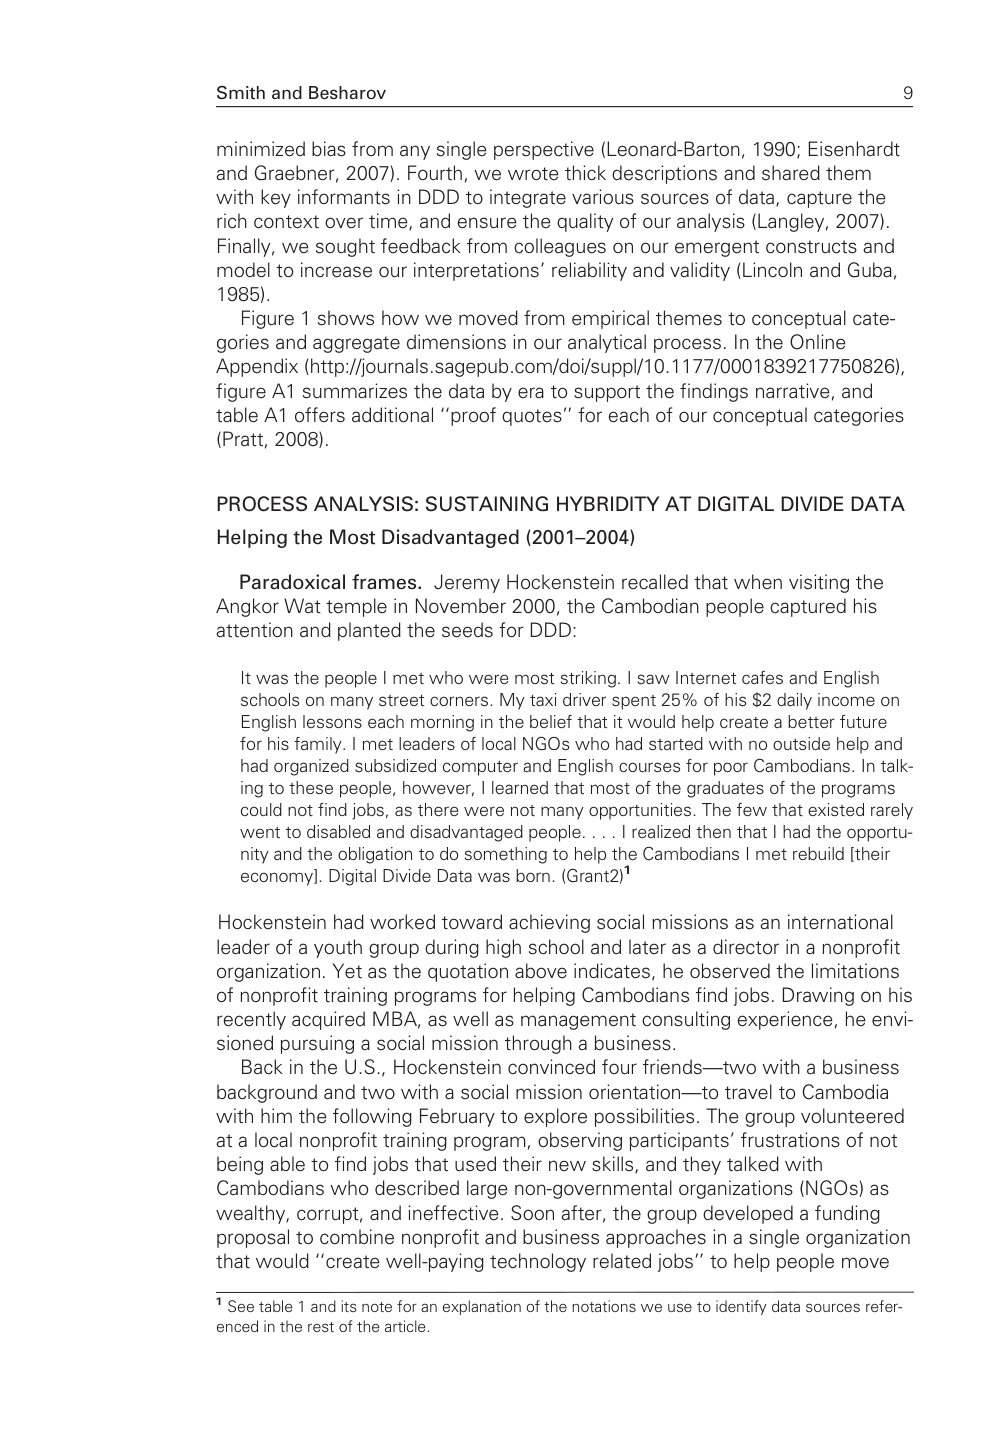 Smith and Besharov 9
minimized bias from any single perspective (Leonard-Barton, 1990; Eisenhardt
and Graebner, 2007). Fourth, we wrote thick descriptions and shared them
with key informants in DDD to integrate various sources of data, capture the
rich context over time, and ensure the quality of our analysis (Langley, 2007).
Finally, we sought feedback from colleagues on our emergent constructs and
model to increase our interpretations’ reliability and validity (Lincoln and Guba,
1985).
Figure 1 shows how we moved from empirical themes to conceptual cate-
gories and aggregate dimensions in our analytical process. In the Online
Appendix (http://journals.sagepub.com/doi/suppl/10.1177/0001839217750826),
figure A1 summarizes the data by era to support the findings narrative, and
table A1 offers additional ‘‘proof quotes’’ for each of our conceptual categories
(Pratt, 2008).
PROCESS ANALYSIS: SUSTAINING HYBRIDITY AT DIGITAL DIVIDE DATA
Helping the Most Disadvantaged (2001–2004)
Paradoxical frames. Jeremy Hockenstein recalled that when visiting the
Angkor Wat temple in November 2000, the Cambodian people captured his
attention and planted the seeds for DDD:
It was the people I met who were most striking. I saw Internet cafes and English
schools on many street corners. My taxi driver spent 25% of his $2 daily income on
English lessons each morning in the belief that it would help create a better future
for his family. I met leaders of local NGOs who had started with no outside help and
had organized subsidized computer and English courses for poor Cambodians. In talk-
ing to these people, however, I learned that most of the graduates of the programs
could not find jobs, as there were not many opportunities. The few that existed rarely
went to disabled and disadvantaged people. . . . I realized then that I had the opportu-
nity and the obligation to do something to help the Cambodians I met rebuild [their
economy]. Digital Divide Data was born. (Grant2)1
Hockenstein had worked toward achieving social missions as an international
leader of a youth group during high school and later as a director in a nonprofit
organization. Yet as the quotation above indicates, he observed the limitations
of nonprofit training programs for helping Cambodians find jobs. Drawing on his
recently acquired MBA, as well as management consulting experience, he envi-
sioned pursuing a social mission through a business.
Back in the U.S., Hockenstein convinced four friends—two with a business
background and two with a social mission orientation—to travel to Cambodia
with him the following February to explore possibilities. The group volunteered
at a local nonprofit training program, observing participants’ frustrations of not
being able to find jobs that used their new skills, and they talked with
Cambodians who described large non-governmental organizations (NGOs) as
wealthy, corrupt, and ineffective. Soon after, the group developed a funding
proposal to combine nonprofit and business approaches in a single organization
that would ‘‘create well-paying technology related jobs’’ to help people move
1 See table 1 and its note for an explanation of the notations we use to identify data sources refer-
enced in the rest of the article.